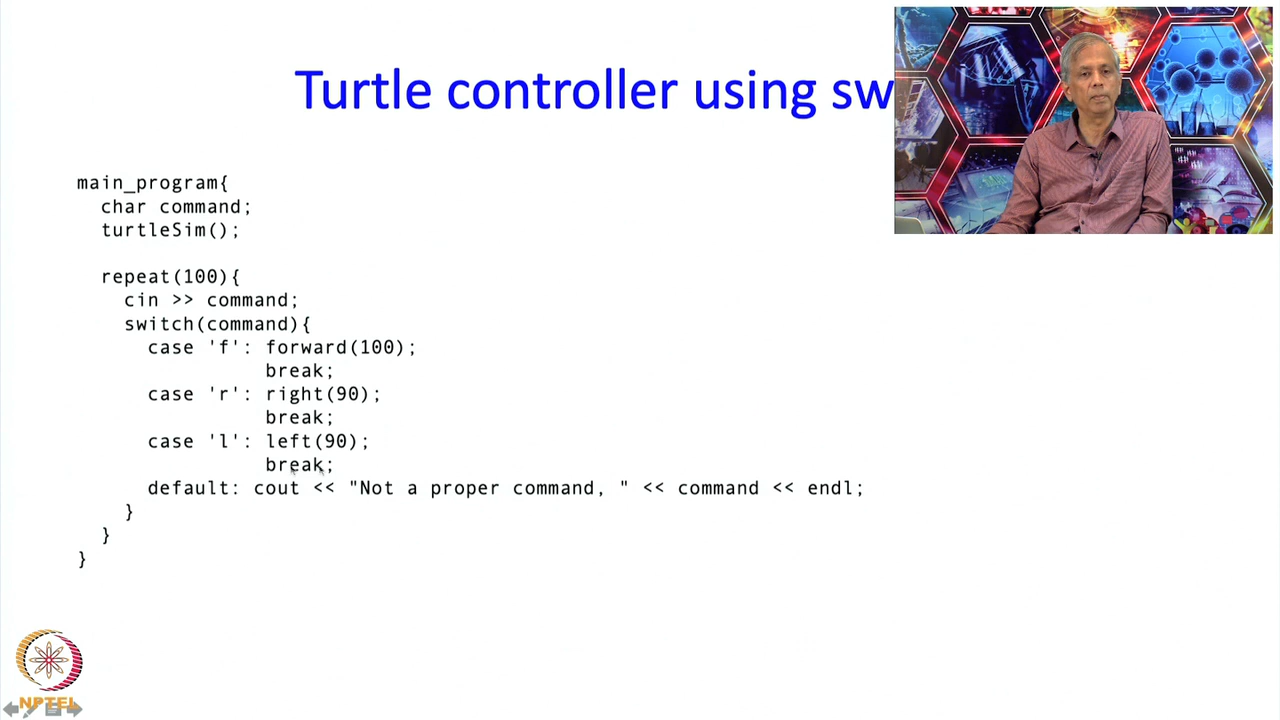 Turtle controller using sw
main_program{
char command;
turtleSim();
repeat(100){
cin >> command;
switch(command){
case 'f': forward(100);
break;
case 'r': right(90);
break;
case 'l': left(90);
break;
default: cout << "Not a proper command, " << command << endl;
}
}
}
NPTEL